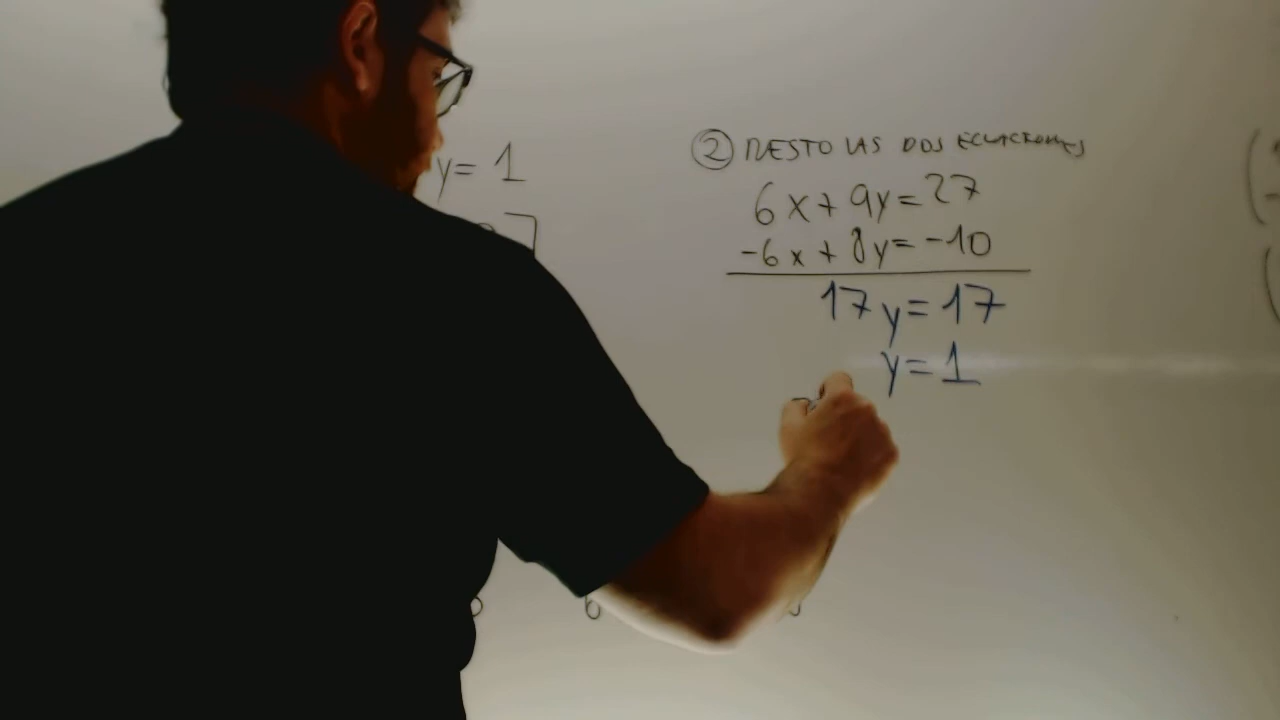 y= 1
② RESTO LAS DOS ECUACIONES
6x+9y=27
-6x+8y=-10
17y=17
y=1